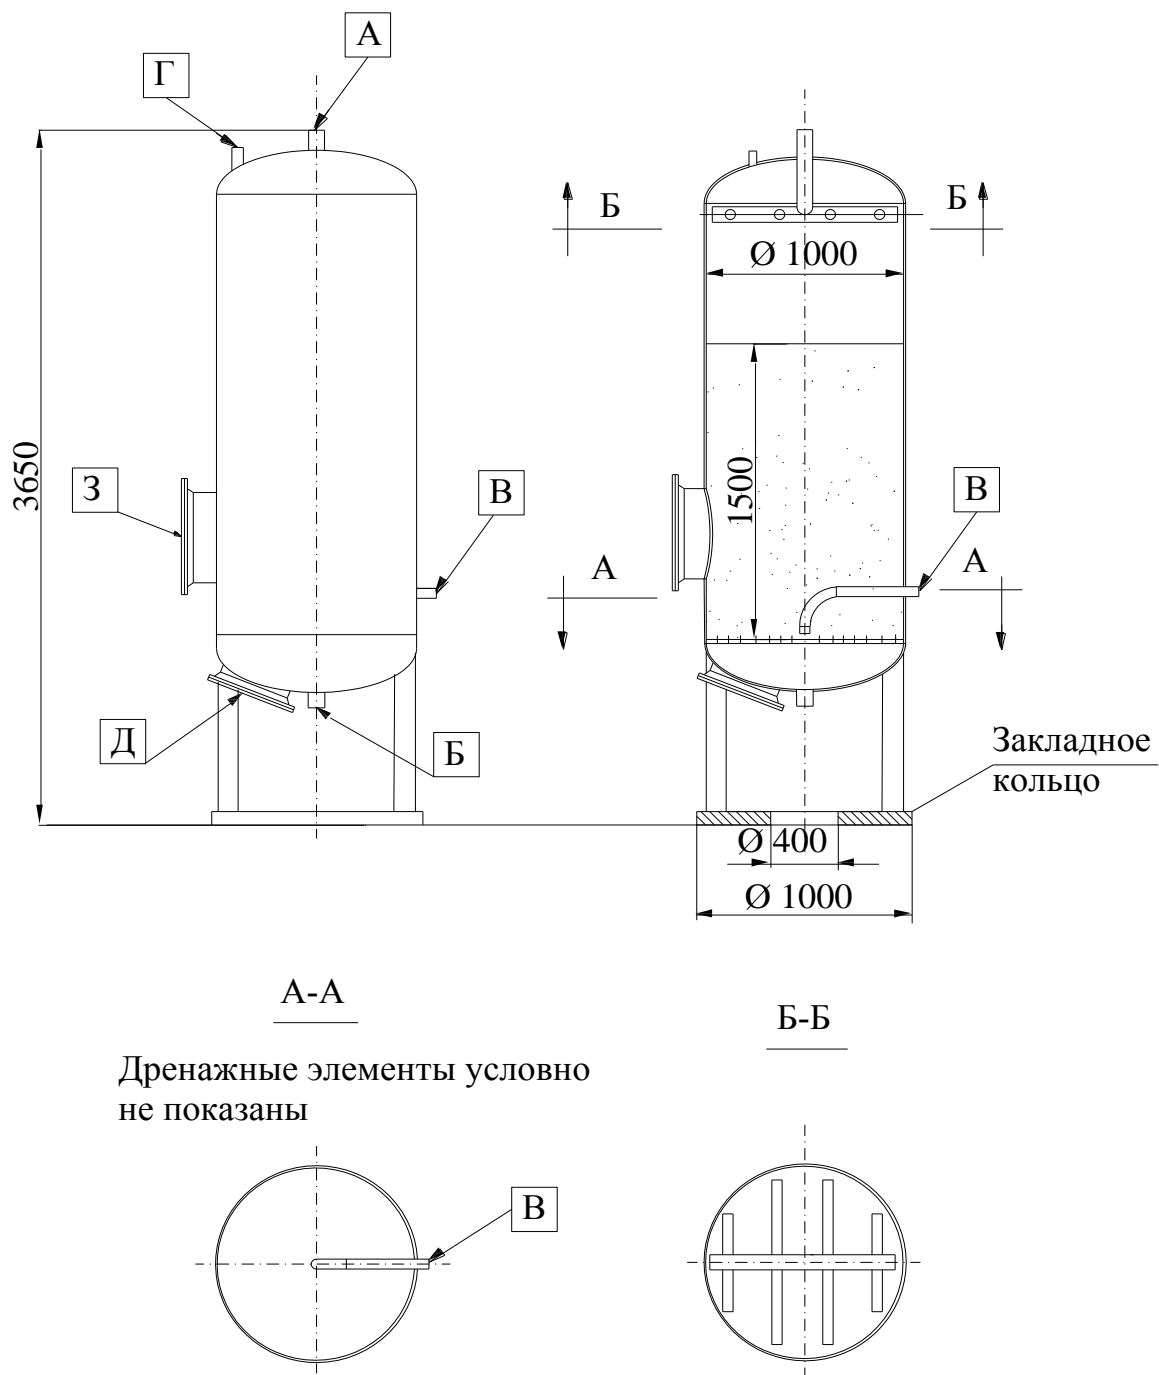 А
Г
Б
Б
Ø 1000
3650
З
В
1500
В
А
А
Д
Б
Закладное
кольцо
Ø 400
Ø 1000
А-А
Б-Б
Дренажные элементы условно
не показаны
В